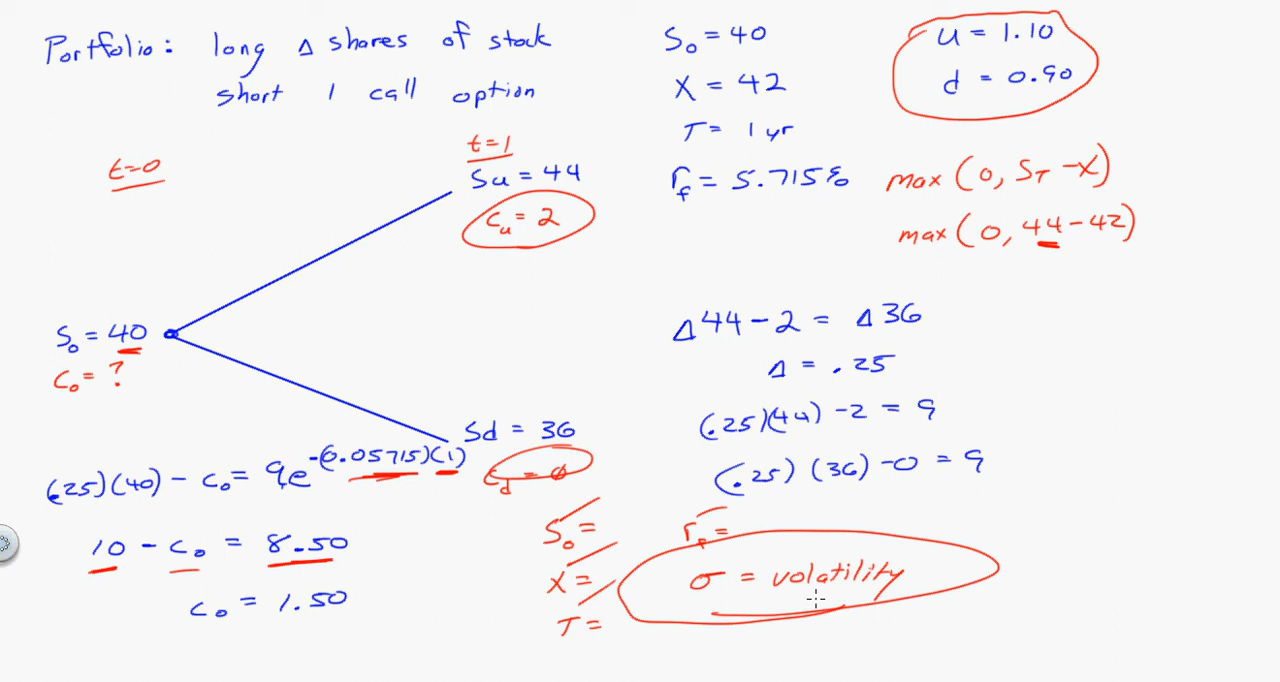 Portfolio: long Δ shares of stock
short 1 call option
S₀ = 40
X = 42
T = 1 yr
r_f = 5.715%
u = 1.10
d = 0.90
t=0
t=1
Su = 44
c_u = 2
max (0, S_T - X)
max (0, 44 - 42)
S₀ = 40
c₀ = ?
Sd = 36
c_d = 0
Δ44 - 2 = Δ36
Δ = .25
(.25)(44) - 2 = 9
(.25) (36) - 0 = 9
(.25)(40) - c₀ = 9e^-(0.05715)(1)
10 - c₀ = 8.50
c₀ = 1.50
S₀ =
X =
T =
r_f =
σ = volatility